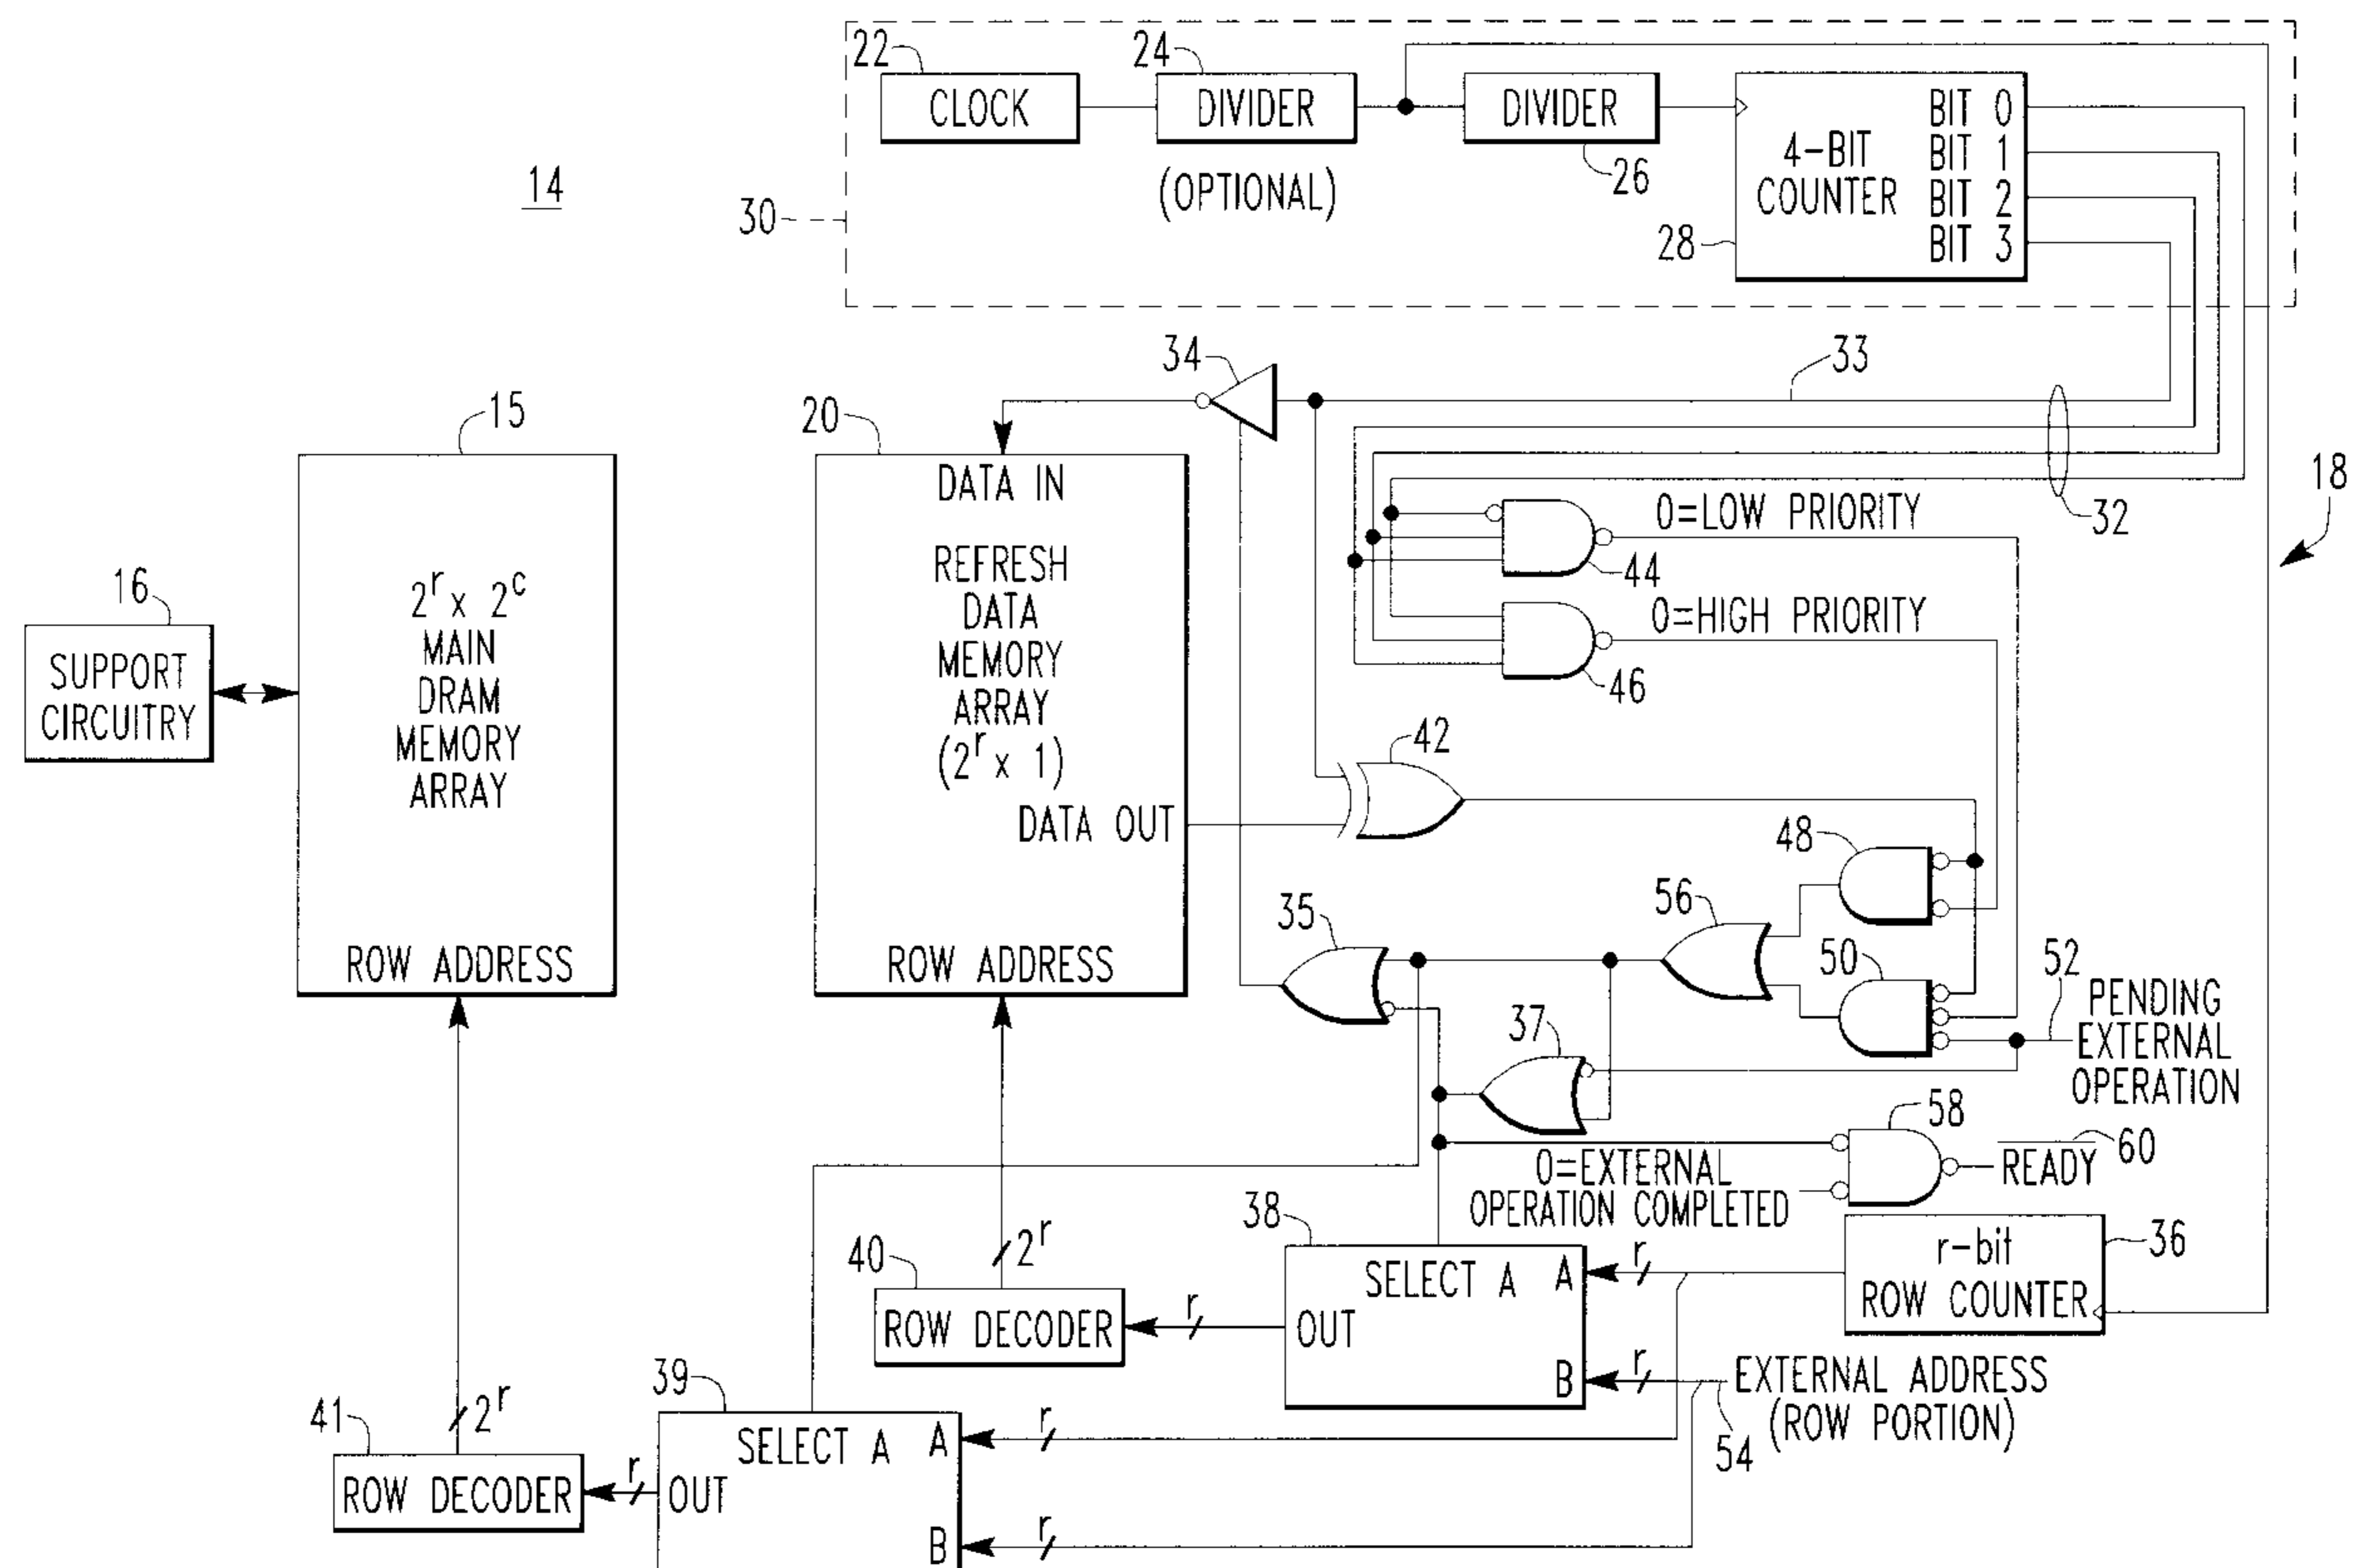 22
CLOCK
24
DIVIDER
(OPTIONAL)
DIVIDER
26
4-BIT
COUNTER
BIT 0
BIT 1
BIT 2
BIT 3
28
30
14
34
33
32
18
15
2^r x 2^c
MAIN
DRAM
MEMORY
ARRAY
ROW ADDRESS
16
SUPPORT
CIRCUITRY
20
DATA IN
REFRESH
DATA
MEMORY
ARRAY
(2^r x 1)
DATA OUT
ROW ADDRESS
0=LOW PRIORITY
44
0=HIGH PRIORITY
46
42
48
56
50
52
PENDING
EXTERNAL
OPERATION
35
37
58
60
READY
0=EXTERNAL
OPERATION COMPLETED
38
SELECT A
A
OUT
B
r
r
r-bit
ROW COUNTER
36
EXTERNAL ADDRESS
(ROW PORTION)
54
40
2^r
ROW DECODER
r
39
SELECT A
A
OUT
B
r
r
41
2^r
ROW DECODER
r